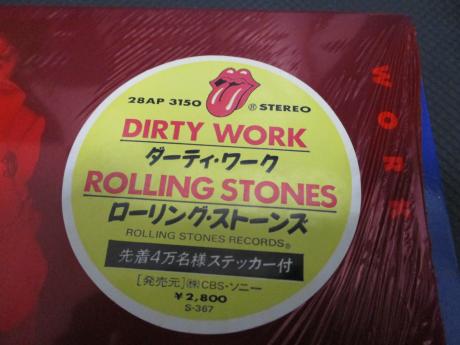 28AP 3150 ® STEREO
DIRTY WORK
ダーティ・ワーク
ROLLING STONES
ローリング・ストーンズ
ROLLING STONES RECORDS®
先着4万名様ステッカー付
[発売元]㈱CBS・ソニー
¥2,800
S-367
WORK